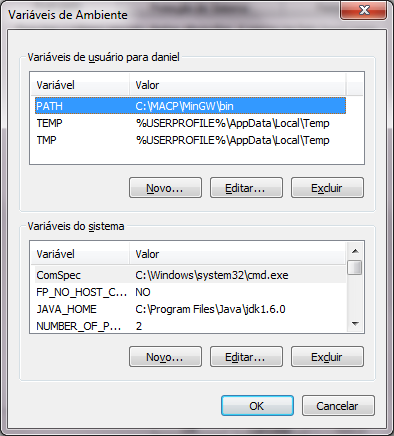 Variáveis de Ambiente
Variáveis de usuário para daniel
Variável Valor
PATH C:\MACP\MinGW\bin
TEMP %USERPROFILE%\AppData\Local\Temp
TMP %USERPROFILE%\AppData\Local\Temp
Novo... Editar... Excluir
Variáveis do sistema
Variável Valor
ComSpec C:\Windows\system32\cmd.exe
FP_NO_HOST_C... NO
JAVA_HOME C:\Program Files\Java\jdk1.6.0
NUMBER_OF_P... 2
Novo... Editar... Excluir
OK Cancelar